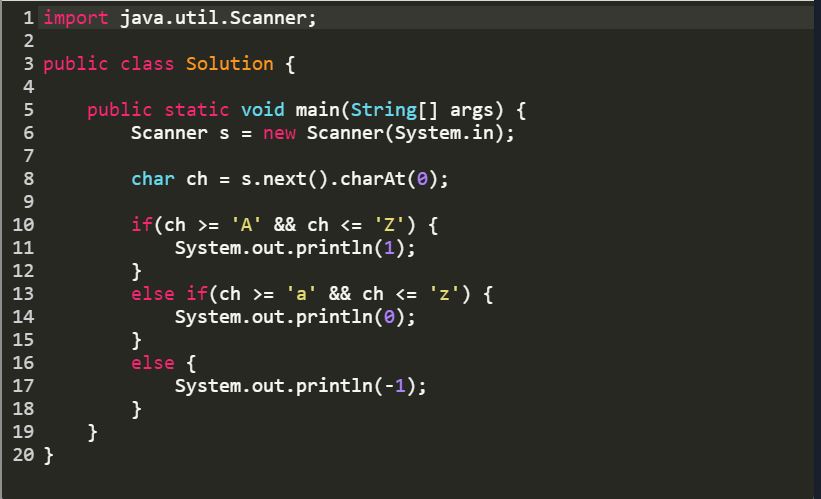 1 import java.util.Scanner;
2
3 public class Solution {
4
5     public static void main(String[] args) {
6         Scanner s = new Scanner(System.in);
7
8         char ch = s.next().charAt(0);
9
10         if(ch >= 'A' && ch <= 'Z') {
11             System.out.println(1);
12         }
13         else if(ch >= 'a' && ch <= 'z') {
14             System.out.println(0);
15         }
16         else {
17             System.out.println(-1);
18         }
19     }
20 }